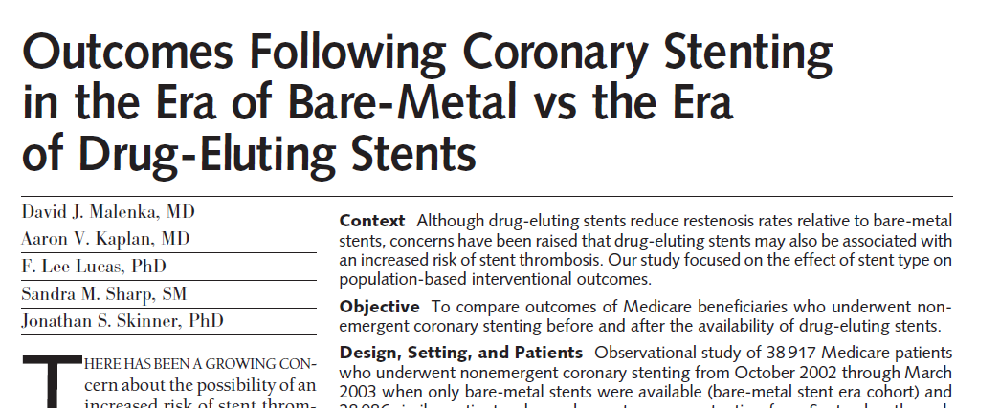 Outcomes Following Coronary Stenting
in the Era of Bare-Metal vs the Era
of Drug-Eluting Stents
David J. Malenka, MD
Aaron V. Kaplan, MD
F. Lee Lucas, PhD
Sandra M. Sharp, SM
Jonathan S. Skinner, PhD
THERE HAS BEEN A GROWING CON-
cern about the possibility of an
increased risk of stent throm-
Context Although drug-eluting stents reduce restenosis rates relative to bare-metal
stents, concerns have been raised that drug-eluting stents may also be associated with
an increased risk of stent thrombosis. Our study focused on the effect of stent type on
population-based interventional outcomes.
Objective To compare outcomes of Medicare beneficiaries who underwent non-
emergent coronary stenting before and after the availability of drug-eluting stents.
Design, Setting, and Patients Observational study of 38 917 Medicare patients
who underwent nonemergent coronary stenting from October 2002 through March
2003 when only bare-metal stents were available (bare-metal stent era cohort) and